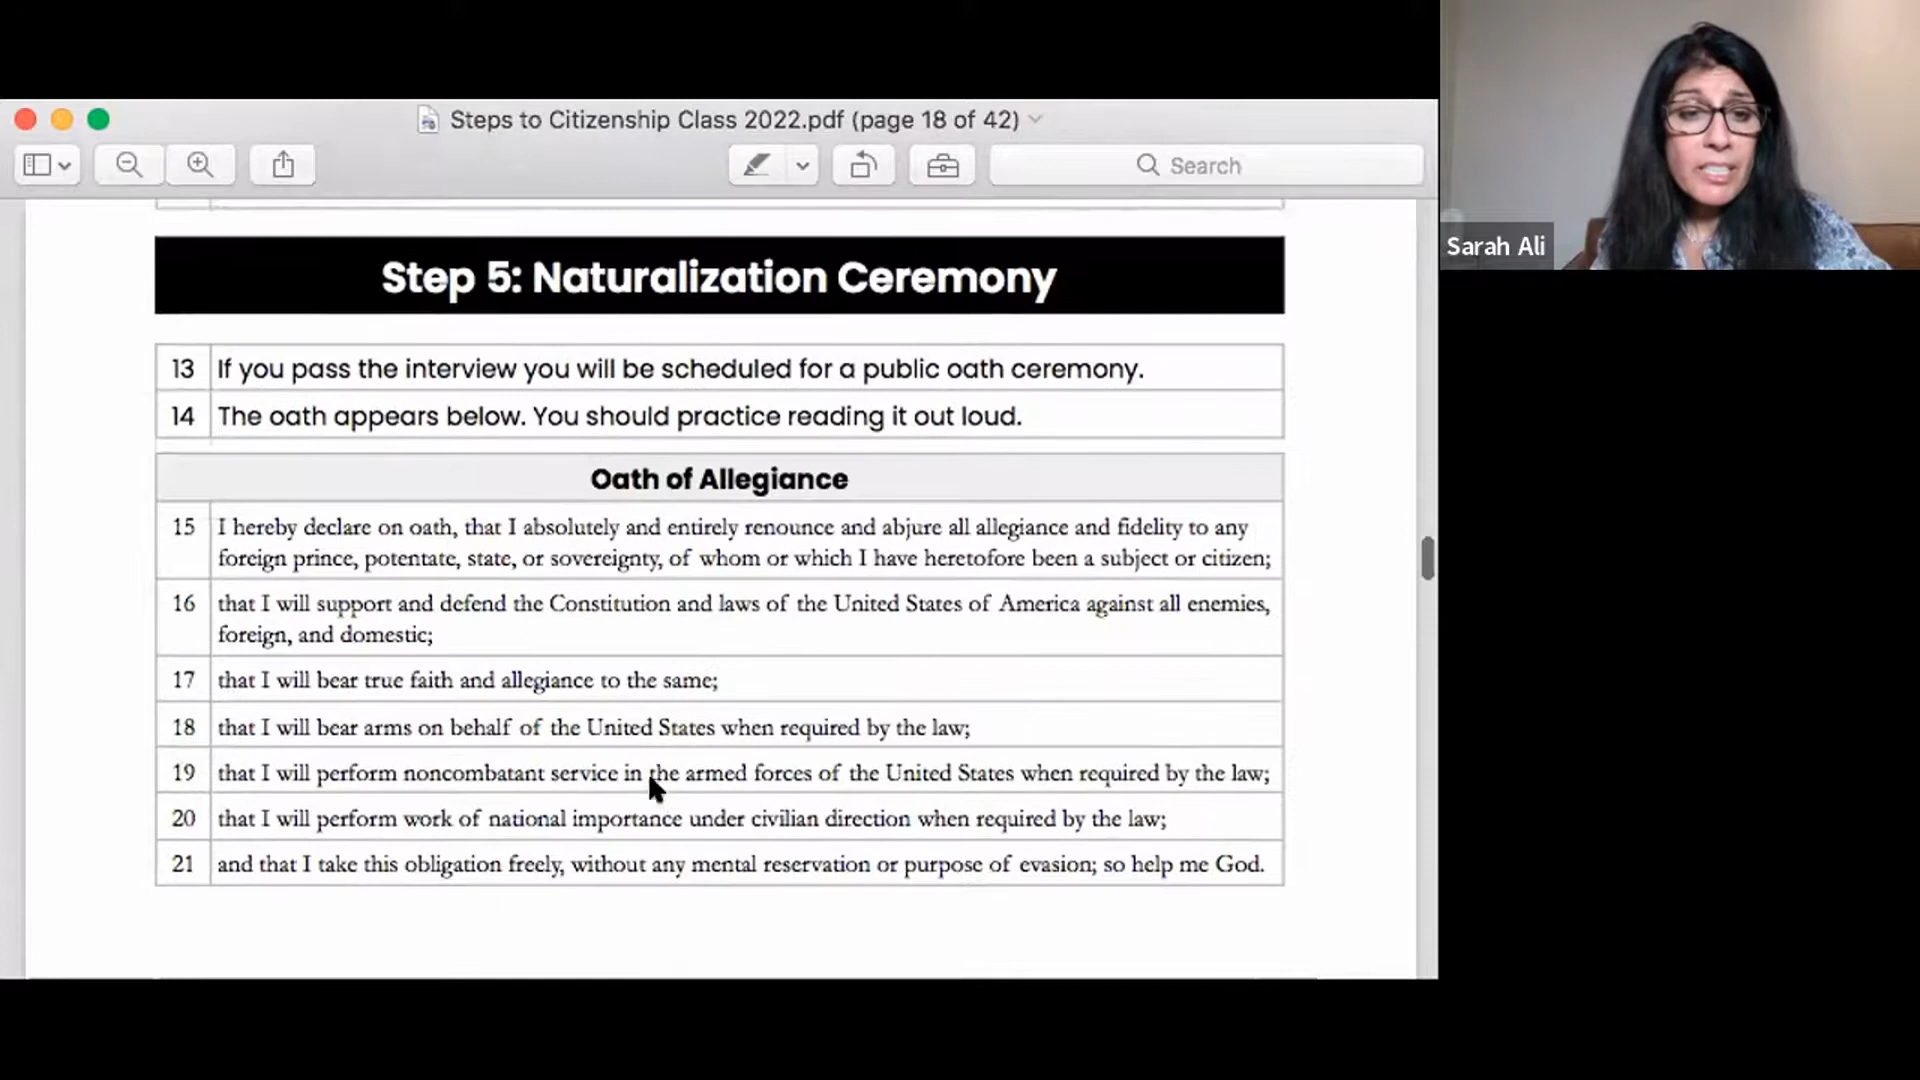 Steps to Citizenship Class 2022.pdf (page 18 of 42)
Search
Sarah Ali
Step 5: Naturalization Ceremony
13 If you pass the interview you will be scheduled for a public oath ceremony.
14 The oath appears below. You should practice reading it out loud.
Oath of Allegiance
15 I hereby declare on oath, that I absolutely and entirely renounce and abjure all allegiance and fidelity to any
foreign prince, potentate, state, or sovereignty, of whom or which I have heretofore been a subject or citizen;
16 that I will support and defend the Constitution and laws of the United States of America against all enemies,
foreign, and domestic;
17 that I will bear true faith and allegiance to the same;
18 that I will bear arms on behalf of the United States when required by the law;
19 that I will perform noncombatant service in the armed forces of the United States when required by the law;
20 that I will perform work of national importance under civilian direction when required by the law;
21 and that I take this obligation freely, without any mental reservation or purpose of evasion; so help me God.